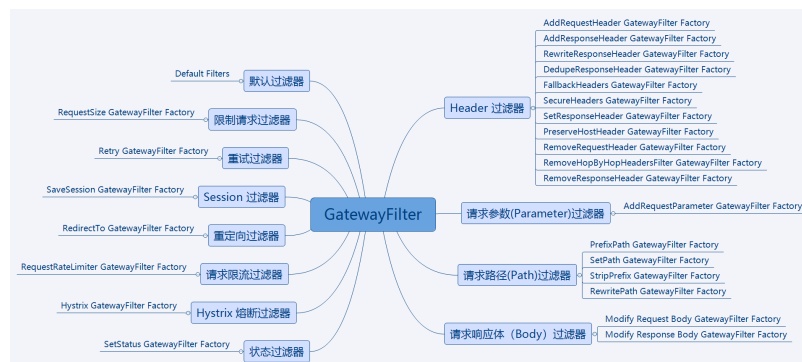 GatewayFilter
默认过滤器
Default Filters
限制请求过滤器
RequestSize GatewayFilter Factory
重试过滤器
Retry GatewayFilter Factory
Session 过滤器
SaveSession GatewayFilter Factory
重定向过滤器
RedirectTo GatewayFilter Factory
请求限流过滤器
RequestRateLimiter GatewayFilter Factory
Hystrix 熔断过滤器
Hystrix GatewayFilter Factory
状态过滤器
SetStatus GatewayFilter Factory
Header 过滤器
AddRequestHeader GatewayFilter Factory
AddResponseHeader GatewayFilter Factory
RewriteResponseHeader GatewayFilter Factory
DedupeResponseHeader GatewayFilter Factory
FallbackHeaders GatewayFilter Factory
SecureHeaders GatewayFilter Factory
SetResponseHeader GatewayFilter Factory
PreserveHostHeader GatewayFilter Factory
RemoveRequestHeader GatewayFilter Factory
RemoveHopByHopHeadersFilter GatewayFilter Factory
RemoveResponseHeader GatewayFilter Factory
请求参数(Parameter)过滤器
AddRequestParameter GatewayFilter Factory
请求路径(Path)过滤器
PrefixPath GatewayFilter Factory
SetPath GatewayFilter Factory
StripPrefix GatewayFilter Factory
RewritePath GatewayFilter Factory
请求响应体（Body）过滤器
Modify Request Body GatewayFilter Factory
Modify Response Body GatewayFilter Factory